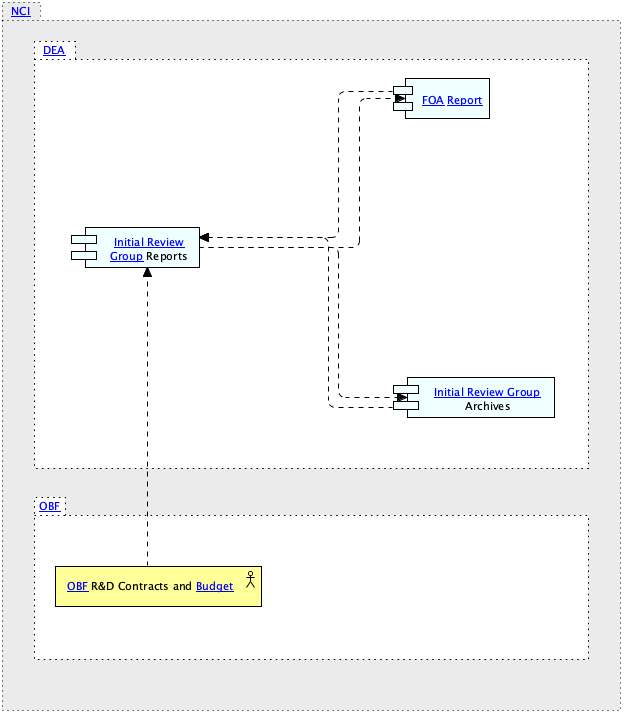 NCI
DEA
FOA Report
Initial Review
Group Reports
Initial Review Group
Archives
OBF
OBF R&D Contracts and Budget